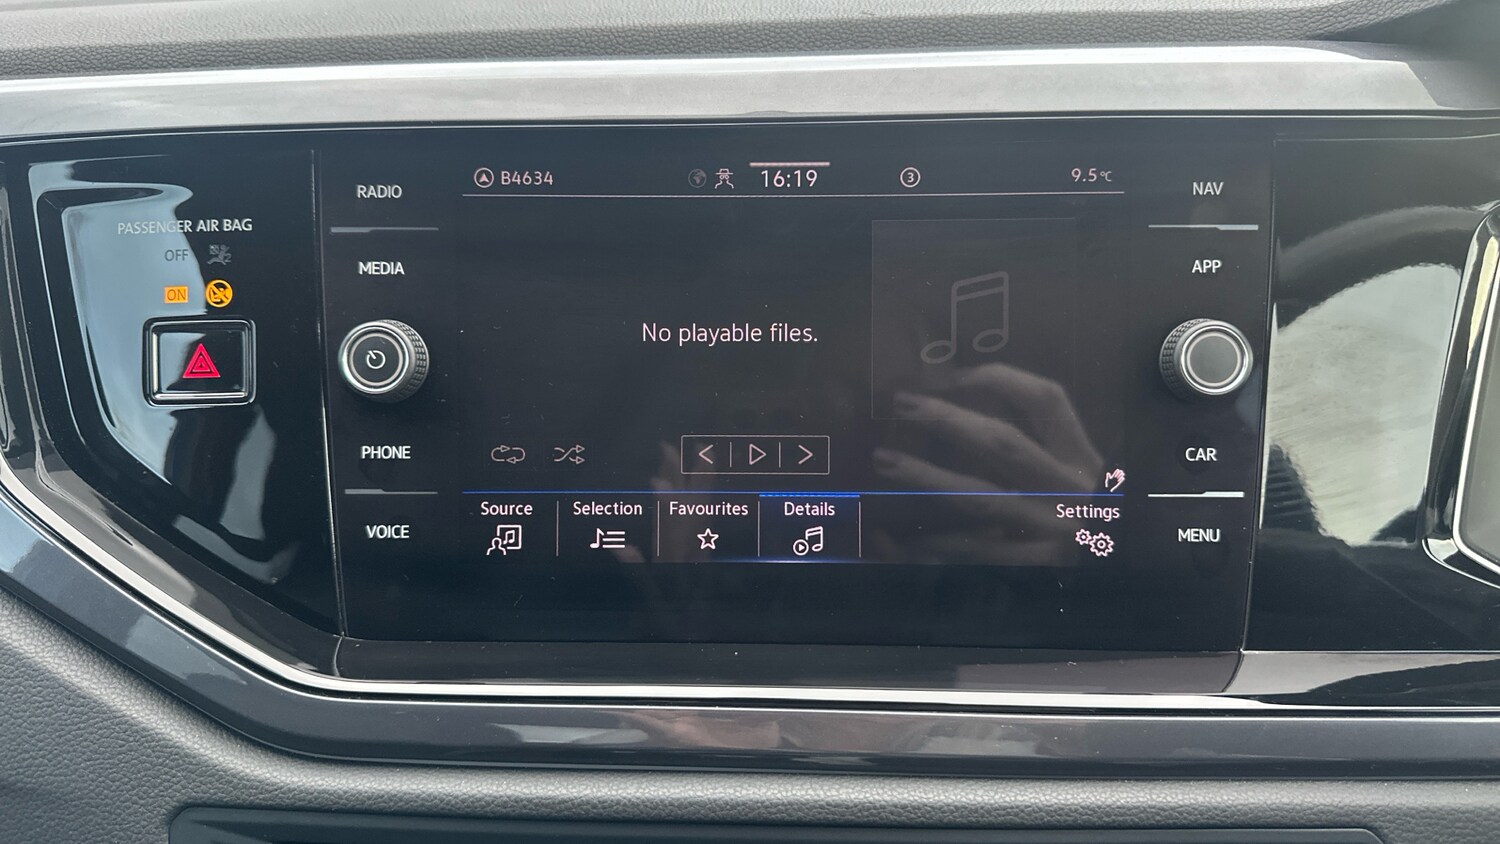 PASSENGER AIR BAG
OFF
ON
RADIO
MEDIA
PHONE
VOICE
B4634
16:19
3
9.5°C
No playable files.
Source
Selection
Favourites
Details
Settings
NAV
APP
CAR
MENU